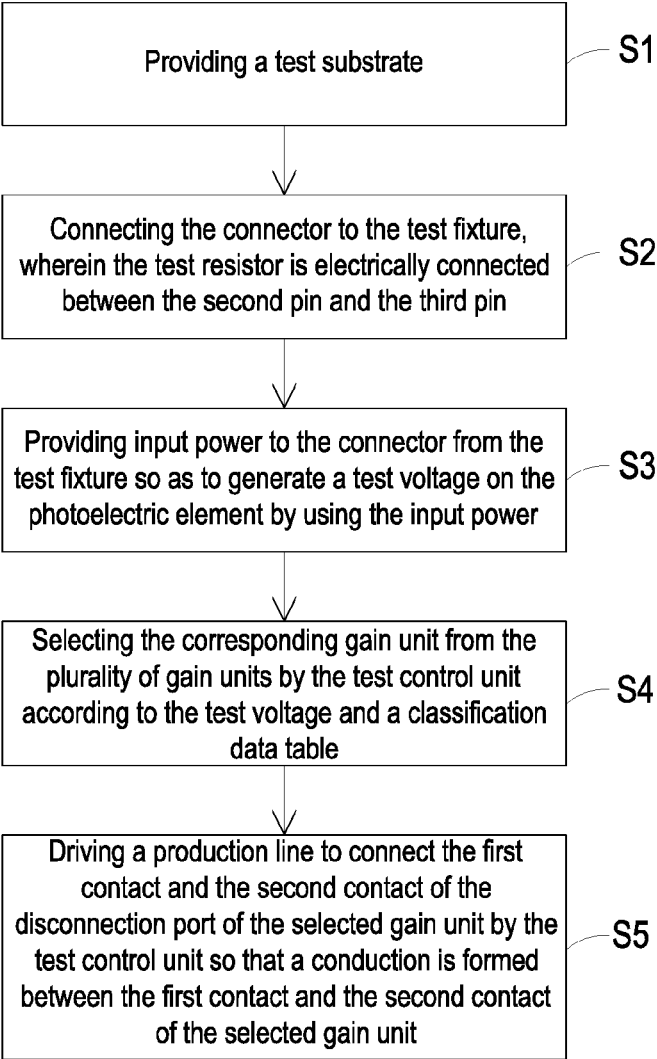 Providing a test substrate
S1
Connecting the connector to the test fixture,
wherein the test resistor is electrically connected
between the second pin and the third pin
S2
Providing input power to the connector from the
test fixture so as to generate a test voltage on the
photoelectric element by using the input power
S3
Selecting the corresponding gain unit from the
plurality of gain units by the test control unit
according to the test voltage and a classification
data table
S4
Driving a production line to connect the first
contact and the second contact of the
disconnection port of the selected gain unit by the
test control unit so that a conduction is formed
between the first contact and the second contact
of the selected gain unit
S5